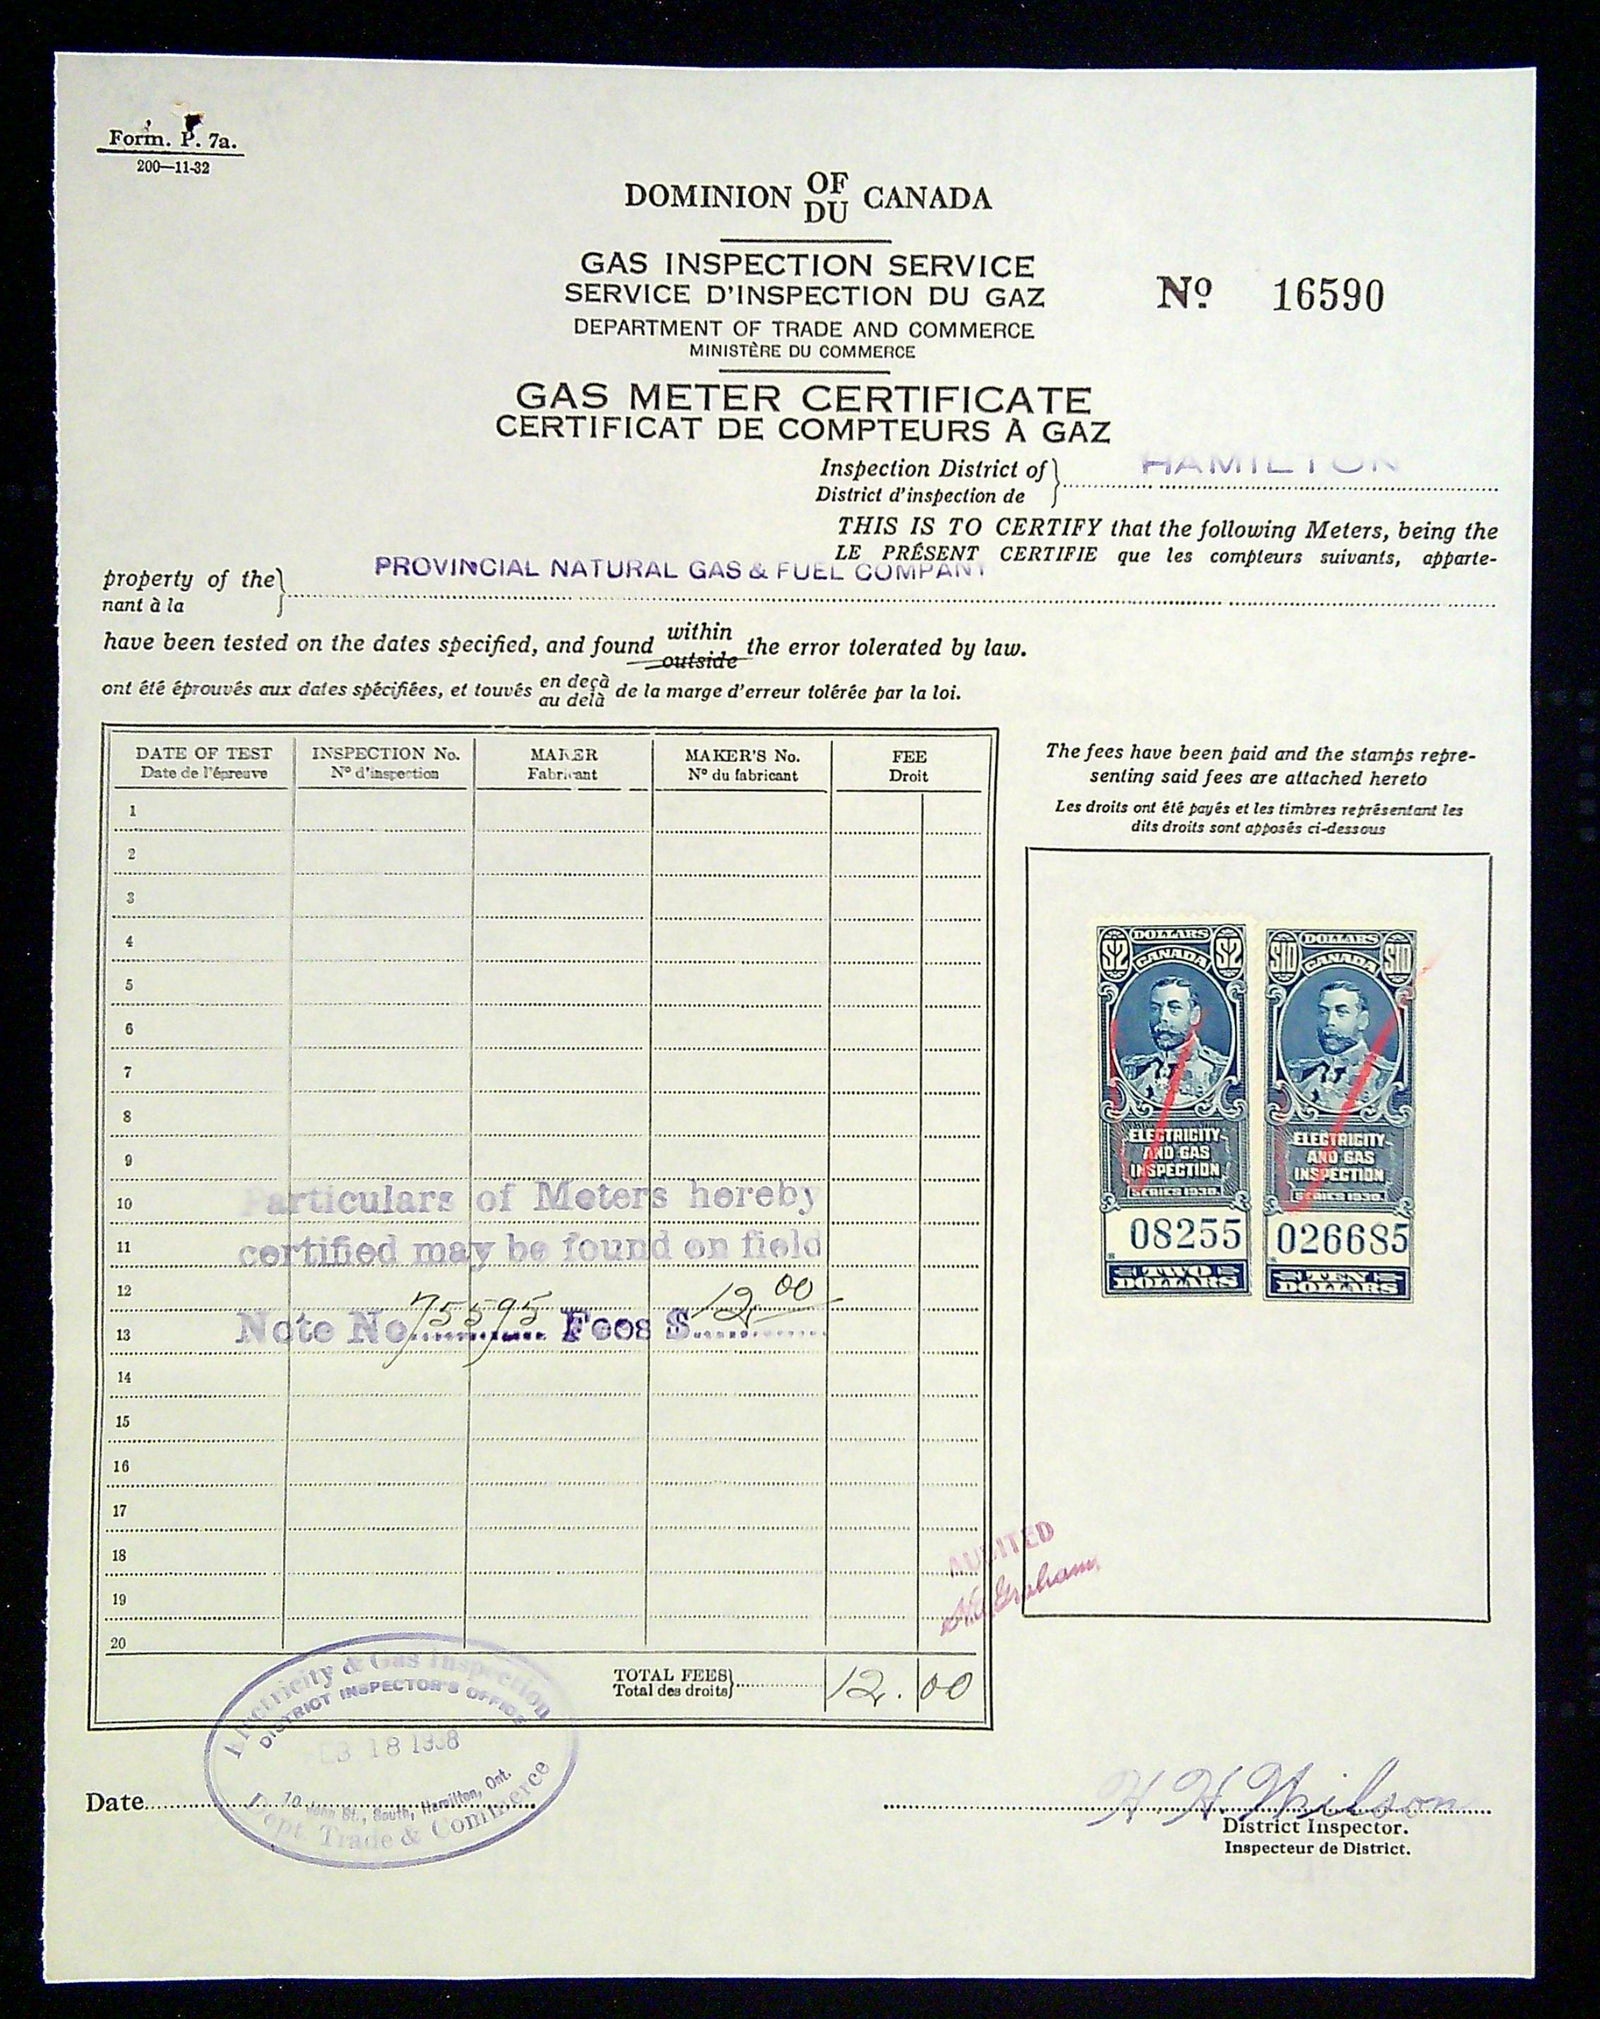 Form. P. 7a.
200—11-32
DOMINION OF DU CANADA
GAS INSPECTION SERVICE
SERVICE D'INSPECTION DU GAZ
No 16590
DEPARTMENT OF TRADE AND COMMERCE
MINISTÈRE DU COMMERCE
GAS METER CERTIFICATE
CERTIFICAT DE COMPTEURS À GAZ
Inspection District of HAMILTON
District d'inspection de
THIS IS TO CERTIFY that the following Meters, being the
LE PRÉSENT CERTIFIE que les compteurs suivants, apparte-
property of the PROVINCIAL NATURAL GAS & FUEL COMPANY
nant à la
have been tested on the dates specified, and found within outside the error tolerated by law.
ont été éprouvés aux dates spécifiées, et touvés en deçà au delà de la marge d'erreur tolérée par la loi.
DATE OF TEST INSPECTION No. MAKER MAKER'S No. FEE
Date de l'épreuve No d'inspection Fabricant No du fabricant Droit
The fees have been paid and the stamps repre-
senting said fees are attached hereto
Les droits ont été payés et les timbres représentant les
dits droits sont apposés ci-dessous
1
2
3
4
5
6
7
8
9
10
11
12
13
14
15
16
17
18
19
20
Particulars of Meters hereby
certified may be found on field
Note No 75595 Fees $ 12.00
$2 DOLLARS $2
CANADA
ELECTRICITY
AND GAS
INSPECTION
SERIES 1930.
08255
TWO
DOLLARS
$10 DOLLARS $10
CANADA
ELECTRICITY
AND GAS
INSPECTION
SERIES 1930.
026685
TEN
DOLLARS
AUDITED
Graham
TOTAL FEES 12.00
Total des droits
Electricity & Gas Inspection
DISTRICT INSPECTOR'S OFFICE
FEB 18 1938
10 John St., South, Hamilton, Ont.
Dept. Trade & Commerce
Date
H. H. Wilson
District Inspector.
Inspecteur de District.